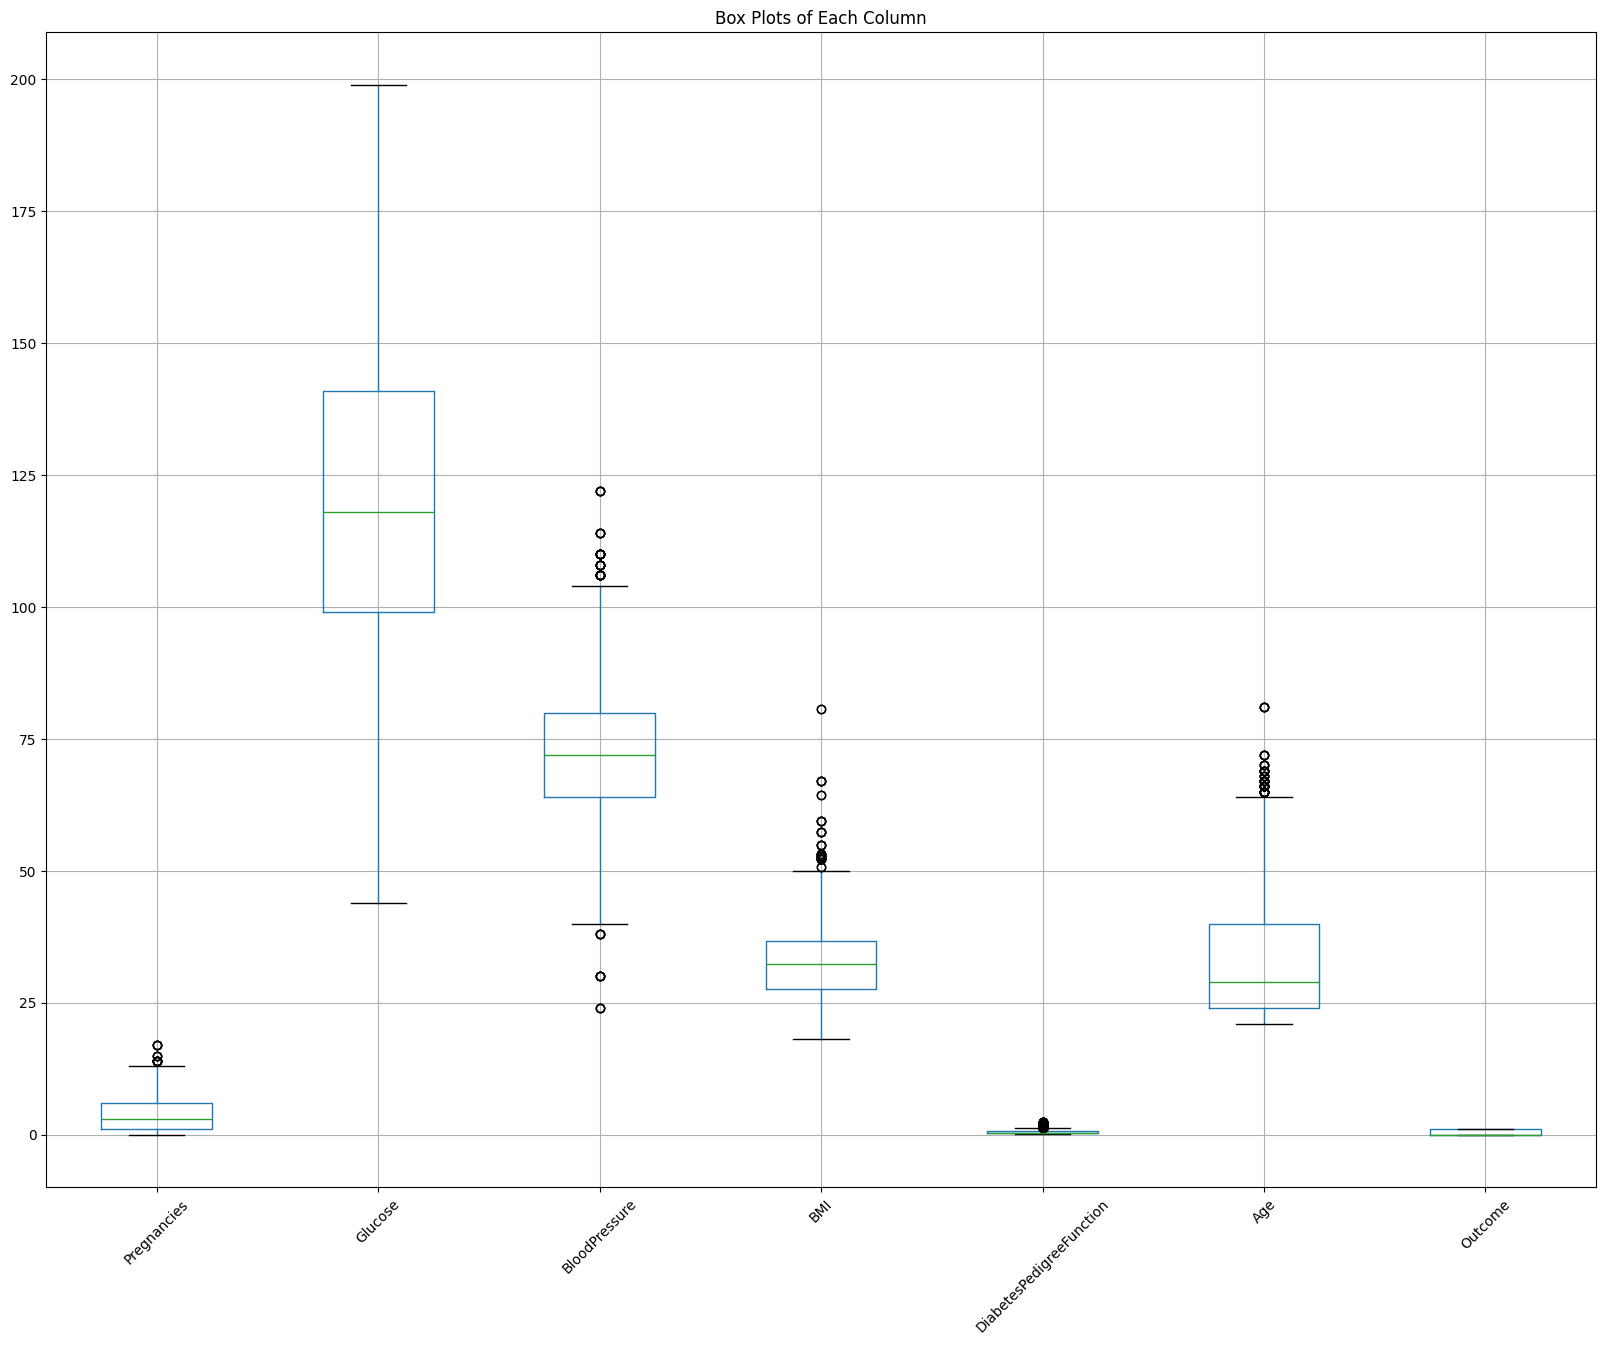 Box Plots of Each Column
200
175
150
125
100
75
50
25
0
Pregnancies
Glucose
BloodPressure
BMI
DiabetesPedigreeFunction
Age
Outcome